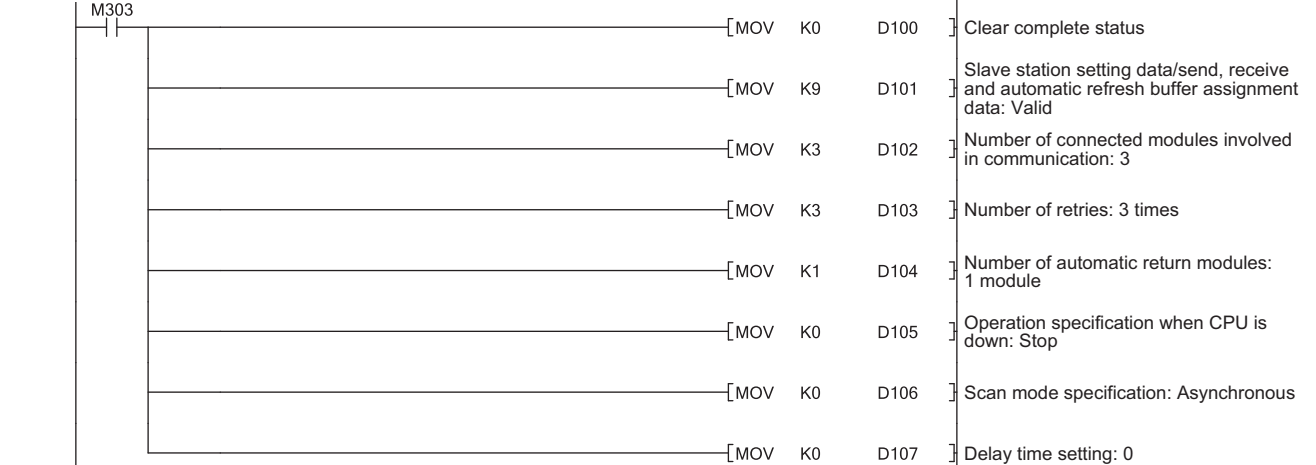 M303
MOV K0 D100 Clear complete status
Slave station setting data/send, receive
MOV K9 D101 and automatic refresh buffer assignment
data: Valid
MOV K3 D102 Number of connected modules involved
in communication: 3
MOV K3 D103 Number of retries: 3 times
MOV K1 D104 Number of automatic return modules:
1 module
MOV K0 D105 Operation specification when CPU is
down: Stop
MOV K0 D106 Scan mode specification: Asynchronous
MOV K0 D107 Delay time setting: 0